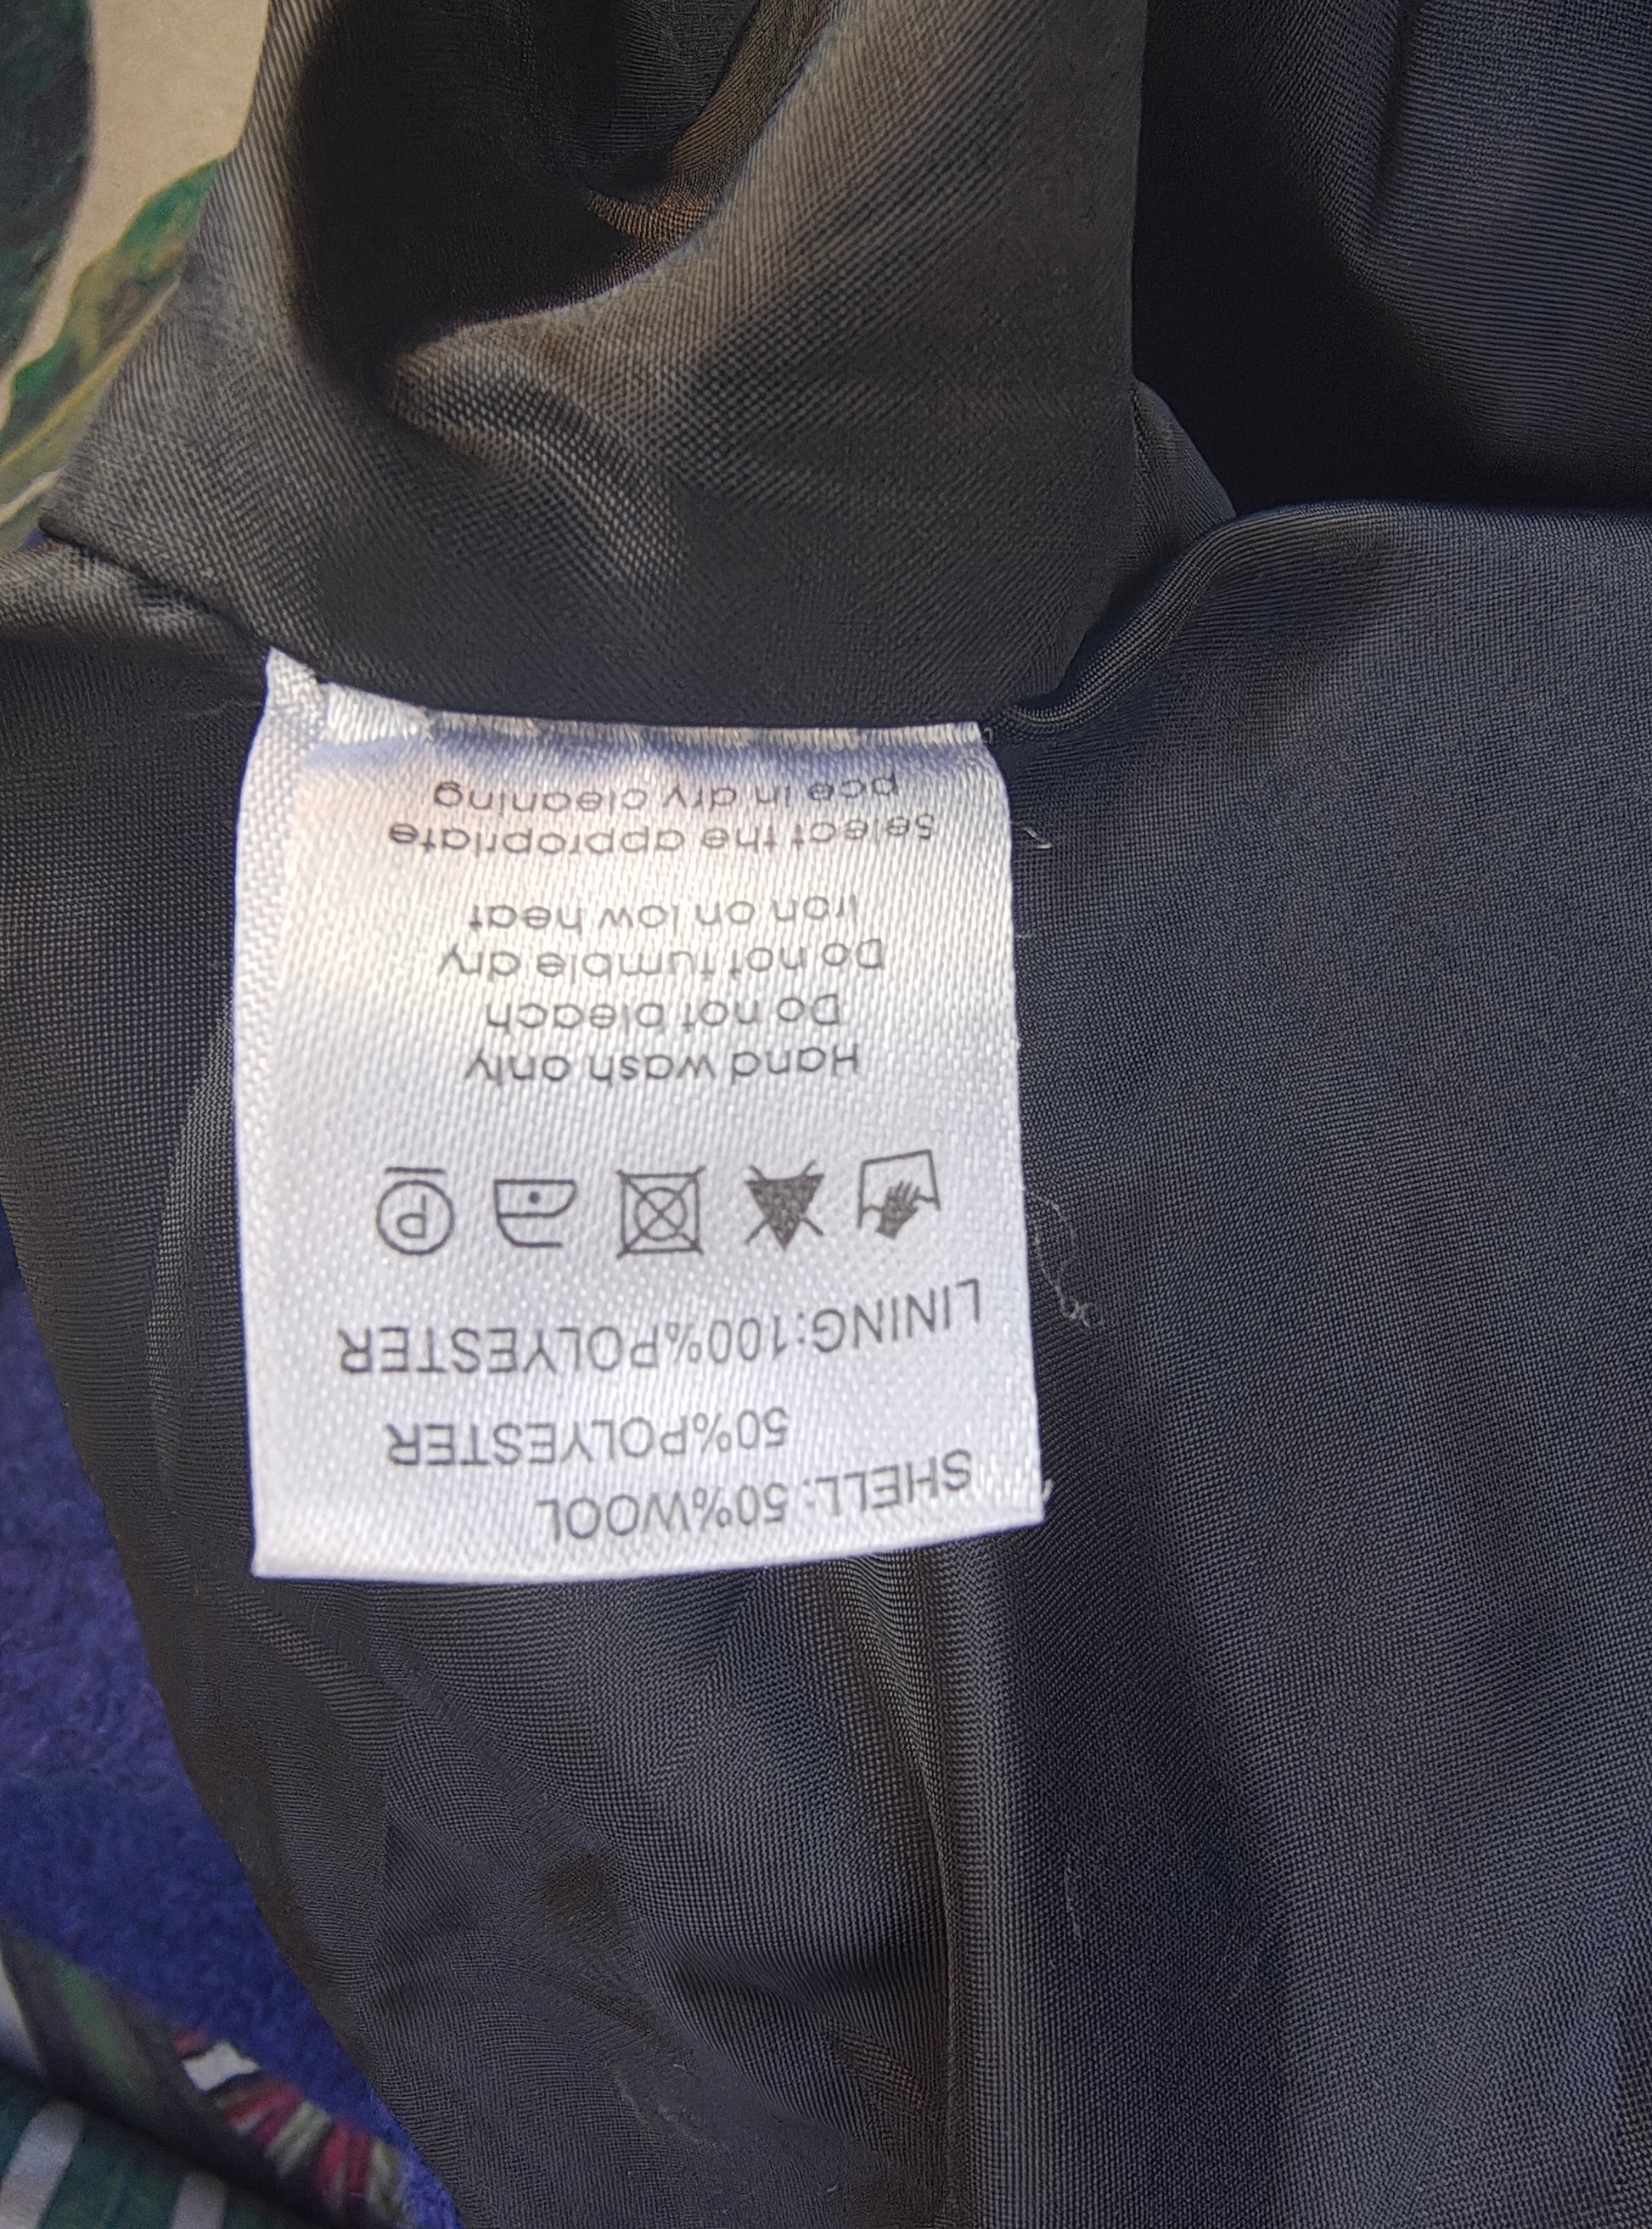 SHELL: 50%WOOL
50%POLYESTER
LINING:100%POLYESTER
P
Hand wash only
Do not bleach
Do not tumble dry
Iron on low heat
Select the appropriate
pce in dry cleaning